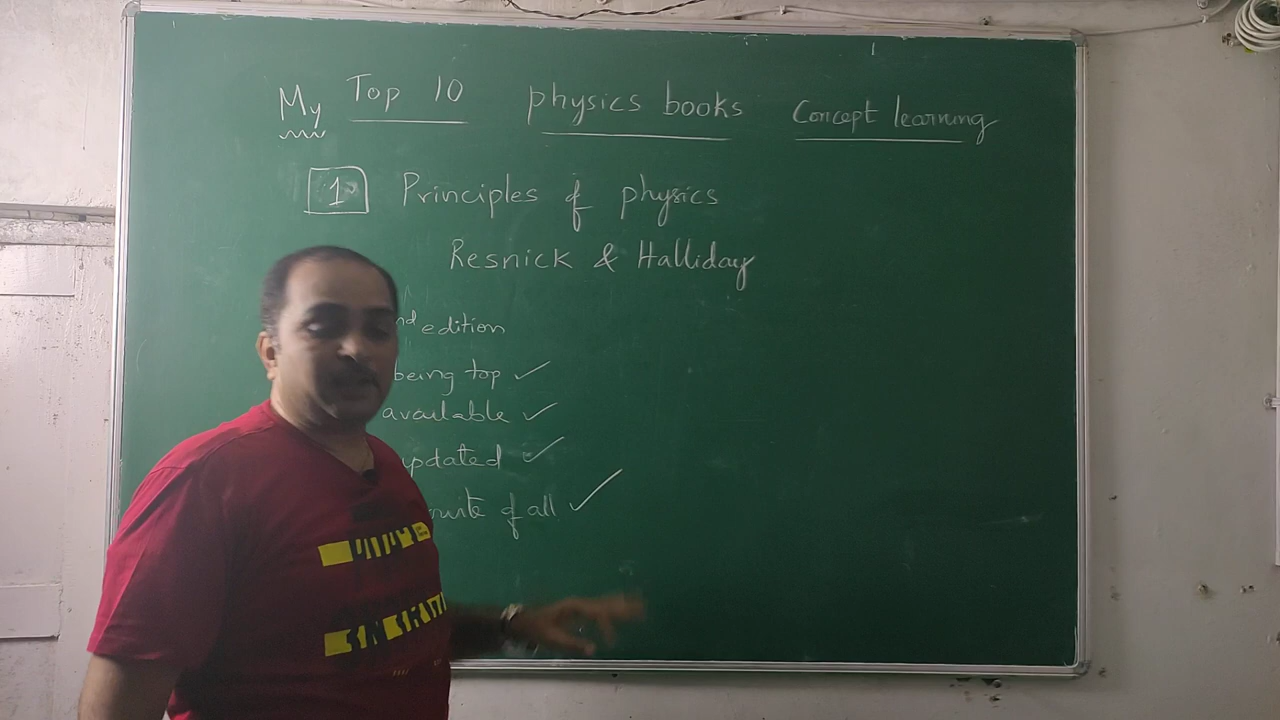 My Top 10 physics books Concept learning
1 Principles of physics
Resnick & Halliday
nd edition
being top ✓
available ✓
updated ✓
of all ✓